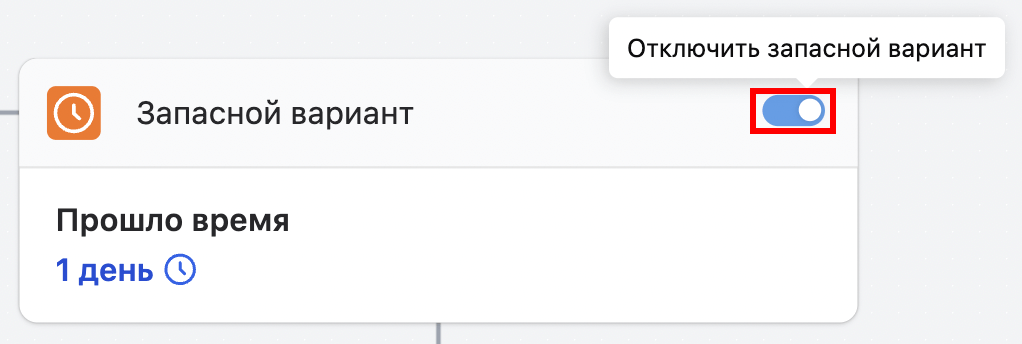 Отключить запасной вариант
Запасной вариант
Прошло время
1 день